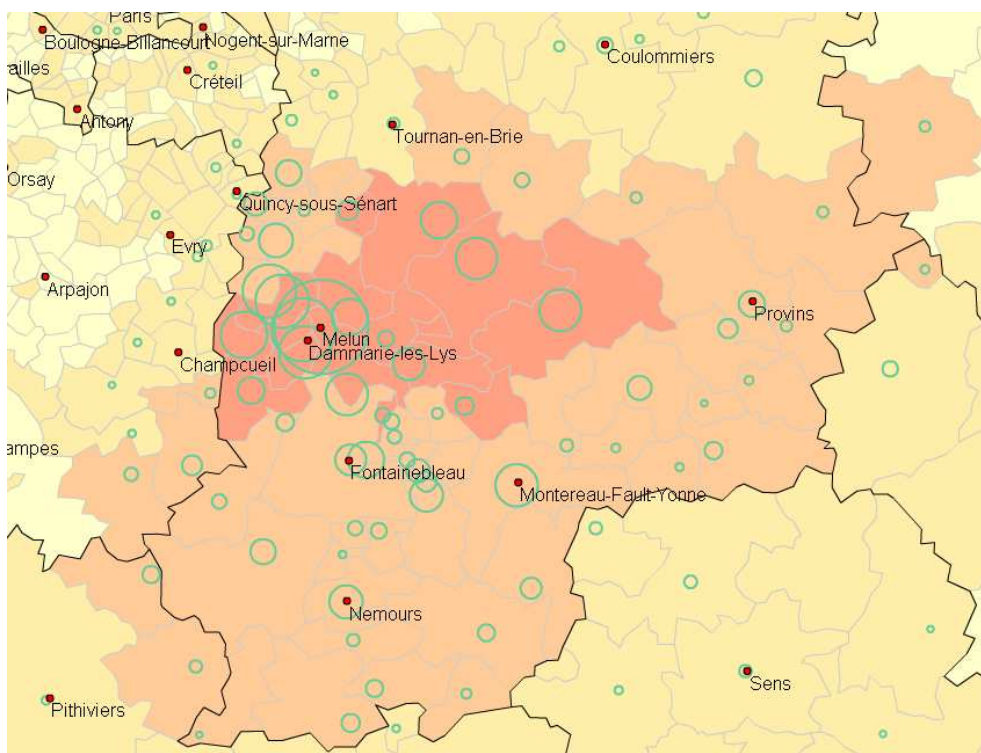 Paris
Boulogne-Billancourt
Nogent-sur-Marne
Coulommiers
ailles
Créteil
Antony
Tournan-en-Brie
Orsay
Quincy-sous-Sénart
Evry
Arpajon
Provins
Melun
Dammarie-les-Lys
Champcueil
ampes
Fontainebleau
Montereau-Fault-Yonne
Nemours
Sens
Pithiviers